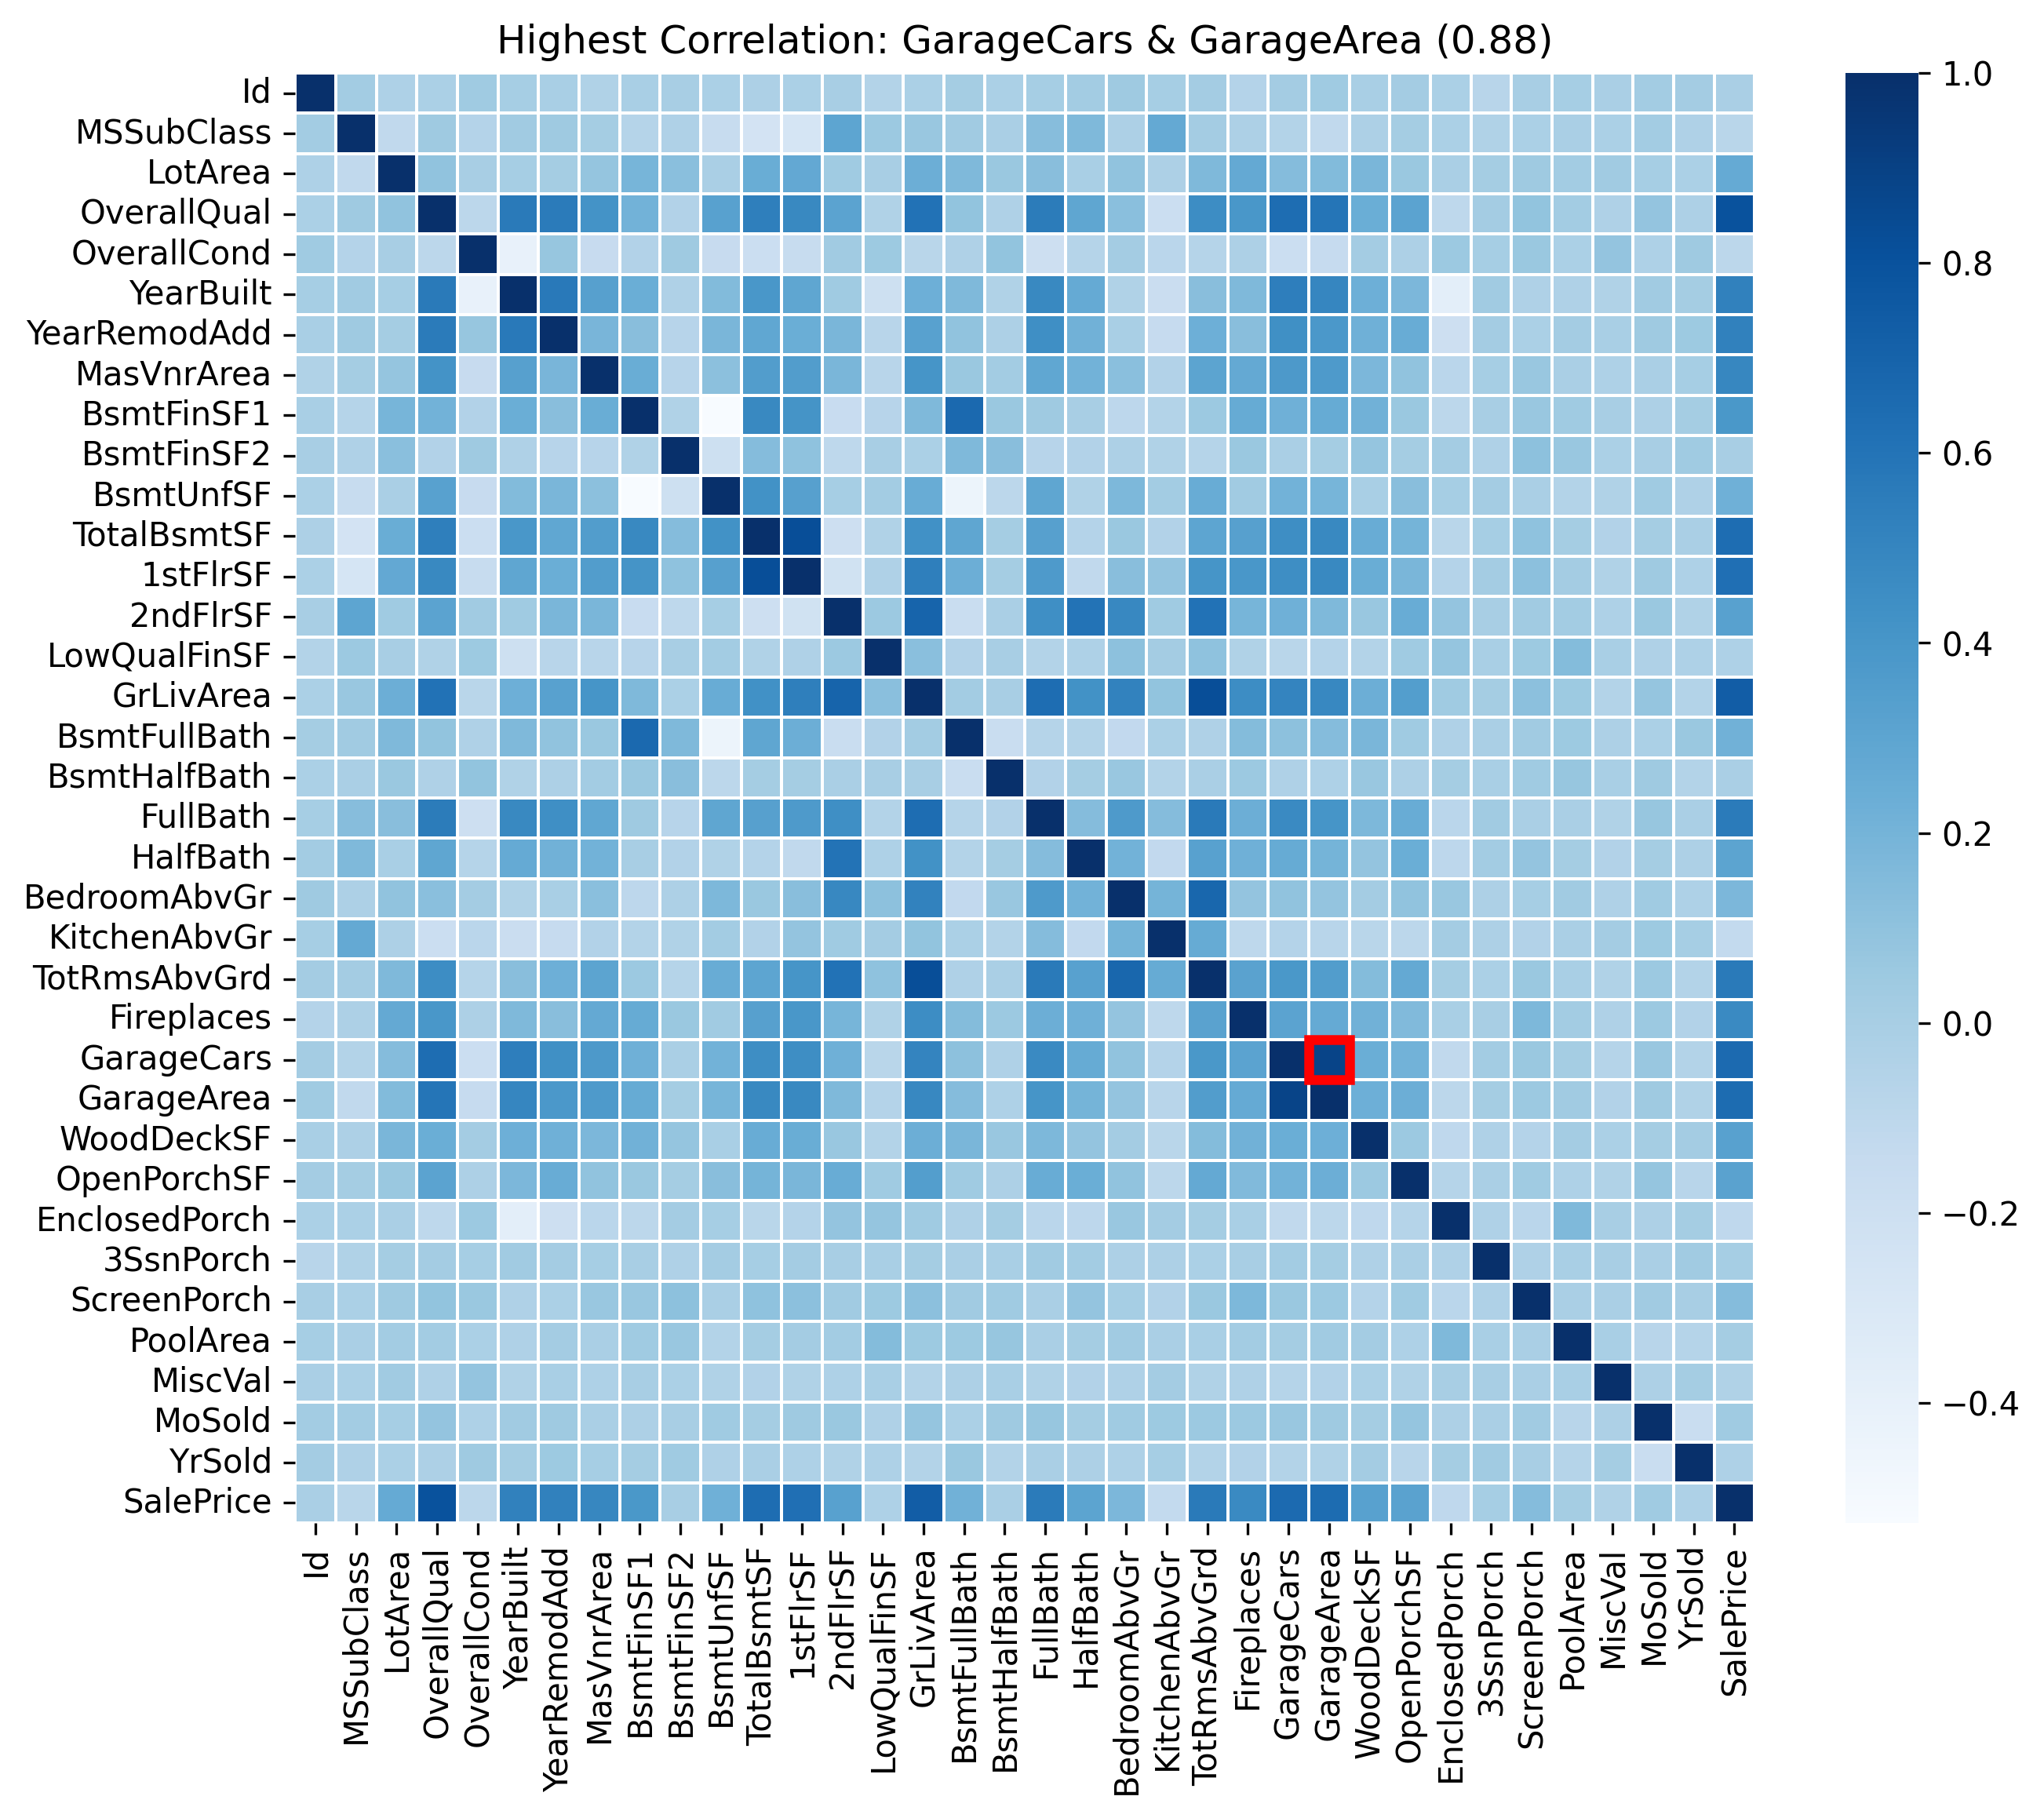 Highest Correlation: GarageCars & GarageArea (0.88)
Id
MSSubClass
LotArea
OverallQual
OverallCond
YearBuilt
YearRemodAdd
MasVnrArea
BsmtFinSF1
BsmtFinSF2
BsmtUnfSF
TotalBsmtSF
1stFlrSF
2ndFlrSF
LowQualFinSF
GrLivArea
BsmtFullBath
BsmtHalfBath
FullBath
HalfBath
BedroomAbvGr
KitchenAbvGr
TotRmsAbvGrd
Fireplaces
GarageCars
GarageArea
WoodDeckSF
OpenPorchSF
EnclosedPorch
3SsnPorch
ScreenPorch
PoolArea
MiscVal
MoSold
YrSold
SalePrice
Id
MSSubClass
LotArea
OverallQual
OverallCond
YearBuilt
YearRemodAdd
MasVnrArea
BsmtFinSF1
BsmtFinSF2
BsmtUnfSF
TotalBsmtSF
1stFlrSF
2ndFlrSF
LowQualFinSF
GrLivArea
BsmtFullBath
BsmtHalfBath
FullBath
HalfBath
BedroomAbvGr
KitchenAbvGr
TotRmsAbvGrd
Fireplaces
GarageCars
GarageArea
WoodDeckSF
OpenPorchSF
EnclosedPorch
3SsnPorch
ScreenPorch
PoolArea
MiscVal
MoSold
YrSold
SalePrice
1.0
0.8
0.6
0.4
0.2
0.0
−0.2
−0.4